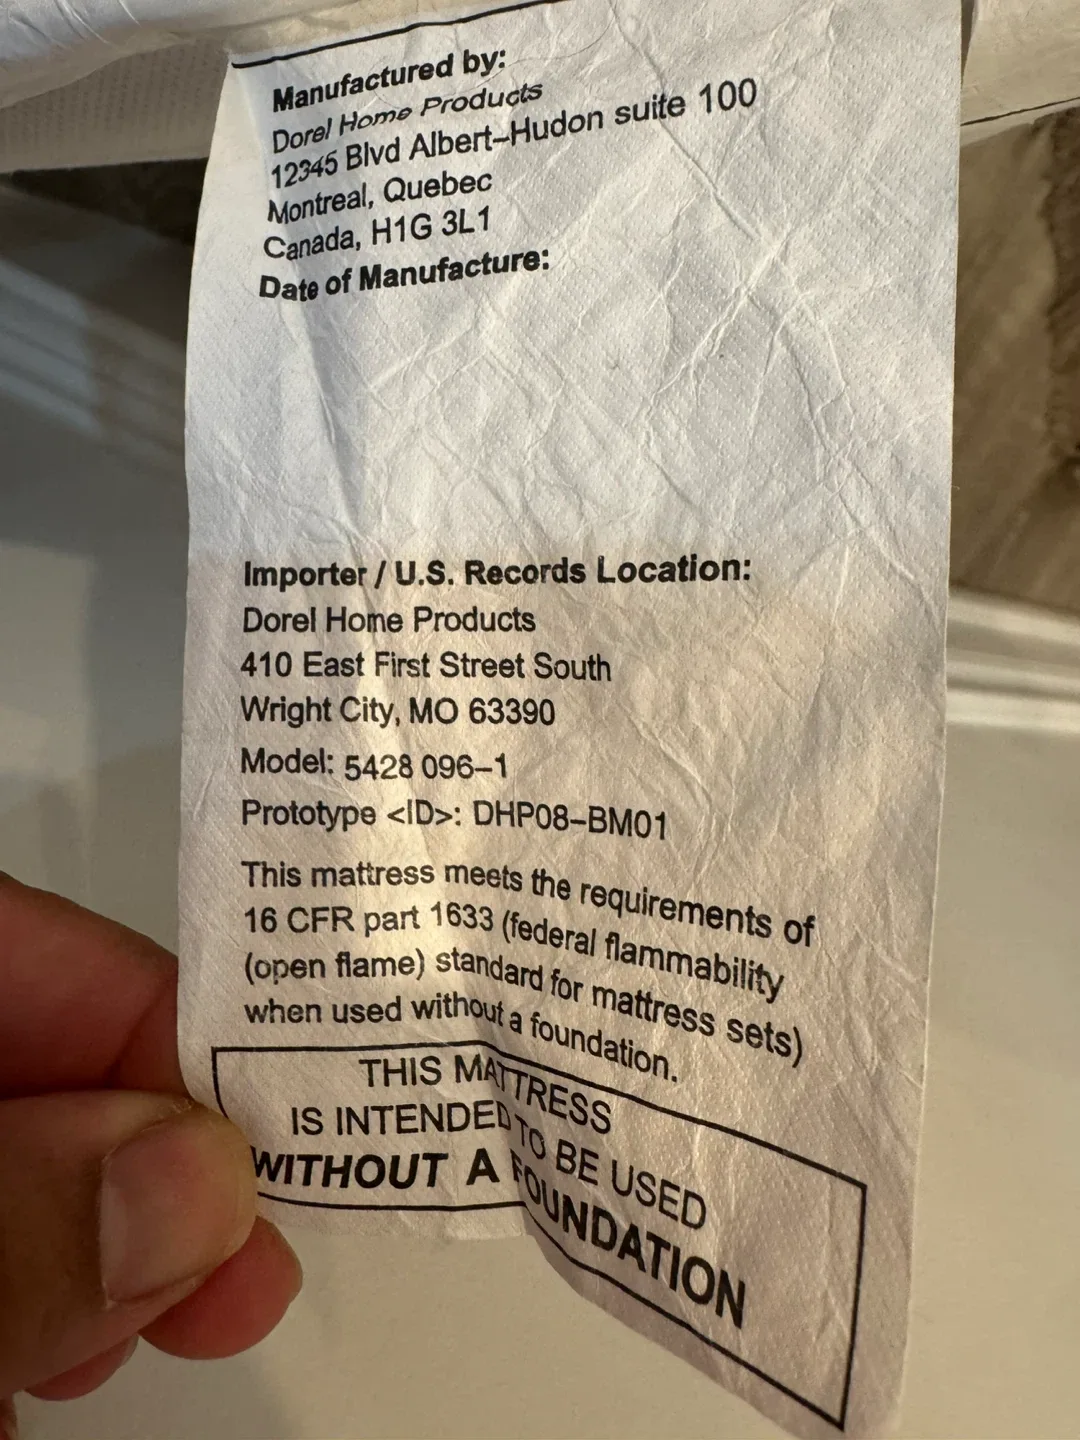 Manufactured by:
Dorel Home Products
12345 Blvd Albert-Hudon suite 100
Montreal, Quebec
Canada, H1G 3L1
Date of Manufacture:
Importer / U.S. Records Location:
Dorel Home Products
410 East First Street South
Wright City, MO 63390
Model: 5428 096-1
Prototype <ID>: DHP08-BM01
This mattress meets the requirements of
16 CFR part 1633 (federal flammability
(open flame) standard for mattress sets)
when used without a foundation.
THIS MATTRESS
IS INTENDED TO BE USED
WITHOUT A FOUNDATION